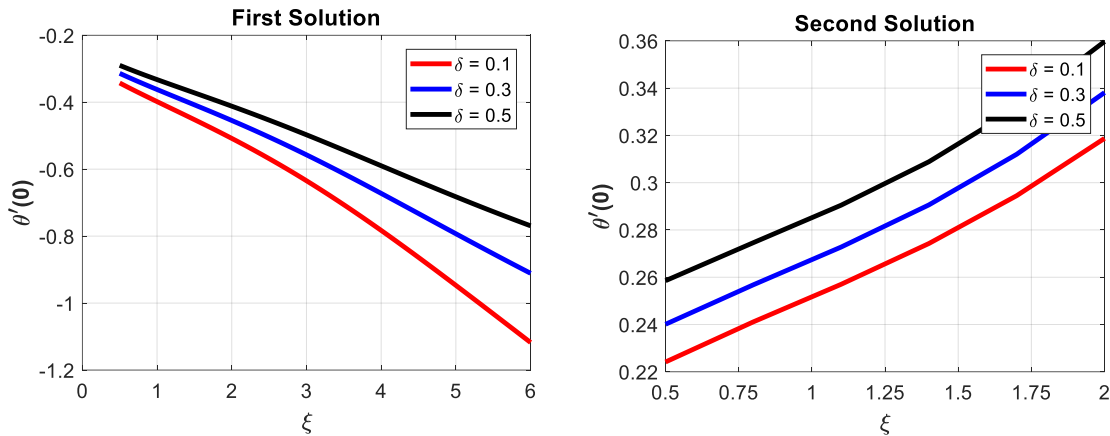 First Solution
-0.2
-0.4
-0.6
-0.8
-1
-1.2
θ′(0)
0 1 2 3 4 5 6
ξ
δ = 0.1
δ = 0.3
δ = 0.5
Second Solution
0.36
0.34
0.32
0.3
0.28
0.26
0.24
0.22
θ′(0)
0.5 0.75 1 1.25 1.5 1.75 2
ξ
δ = 0.1
δ = 0.3
δ = 0.5